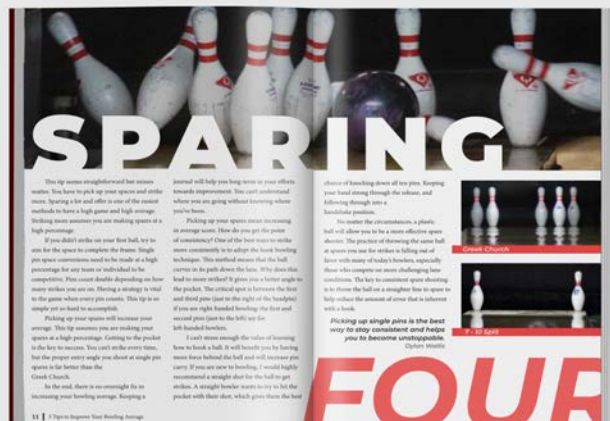 SPARING
This tip seems straightforward but misses
matter. You have to pick up your spaces and strike
more. Sparing a lot and offer is one of the easiest
methods to have a high game and high average.
Striking more assumes you are making spares at a
high percentage.
If you didn't strike on your first ball, try to
aim for the space to complete the frame. Single
pin space conversions need to be made at a high
percentage for any team or individual to be
competitive. Pins count double depending on how
many strikes you are on. Having a strategy is vital
to the game when every pin counts. This tip is so
simple yet so hard to accomplish.
Picking up your spares will increase your
average. This tip assumes you are making your
spares at a high percentage. Getting to the pocket
is the key to success. You can't strike every time,
but the proper entry angle you shoot at single pin
spares is far better than the
Greek Church.
In the end, there is no overnight fix in
increasing your bowling average. Keeping a
journal will help you long-term in your efforts
towards improvement. You can't understand
where you are going without knowing where
you've been.
Picking up your spares mean increasing
in average score. How do you get the point
of consistency? One of the best ways to strike
more consistently is to adopt the hook bowling
technique. This method means that the ball
curves in its path down the lane. Why does this
lead to more strikes? It gives you a better angle to
the pocket. The critical spot is between the first
and third pins (just to the right of the headpin)
if you are right handed bowling; the first and
second pins (just to the left) are for
left-handed bowlers.
I can't stress enough the value of learning
how to hook a ball. It will benefit you by having
more force behind the ball and will increase pin
carry. If you are new to bowling, I would highly
recommend a straight shot for the ball to get
strikes. A straight bowler wants to try to hit the
pocket with their shot, which gives them the best
chance of knocking down all ten pins. Keeping
your hand strong through the release, and
following through into a
handshake position.
No matter the circumstances, a plastic
ball will allow you to be a more effective spare
shooter. The practice of throwing the same ball
at spares you use for strikes is falling out of
favor with many of today's bowlers, especially
those who compete on more challenging lane
conditions. The key to consistent spare shooting
is to throw the ball on a straighter line to spare to
help reduce the amount of error that is inherent
with a hook.
Picking up single pins is the best
way to stay consistent and helps
you to become unstoppable.
Dylan Wallis
Greek Church
7 - 10 Split
FOUR
11 | A Tips to Improve Your Bowling Average